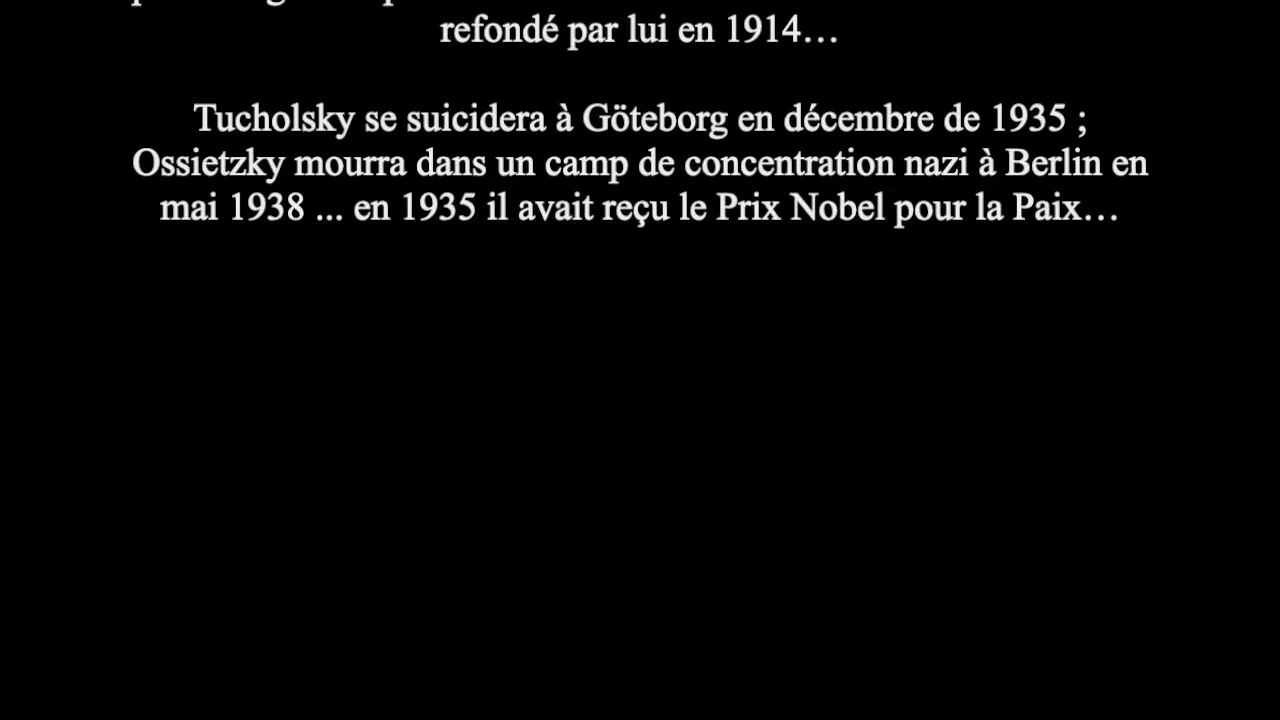 refondé par lui en 1914…
Tucholsky se suicidera à Göteborg en décembre de 1935 ;
Ossietzky mourra dans un camp de concentration nazi à Berlin en
mai 1938 ... en 1935 il avait reçu le Prix Nobel pour la Paix…